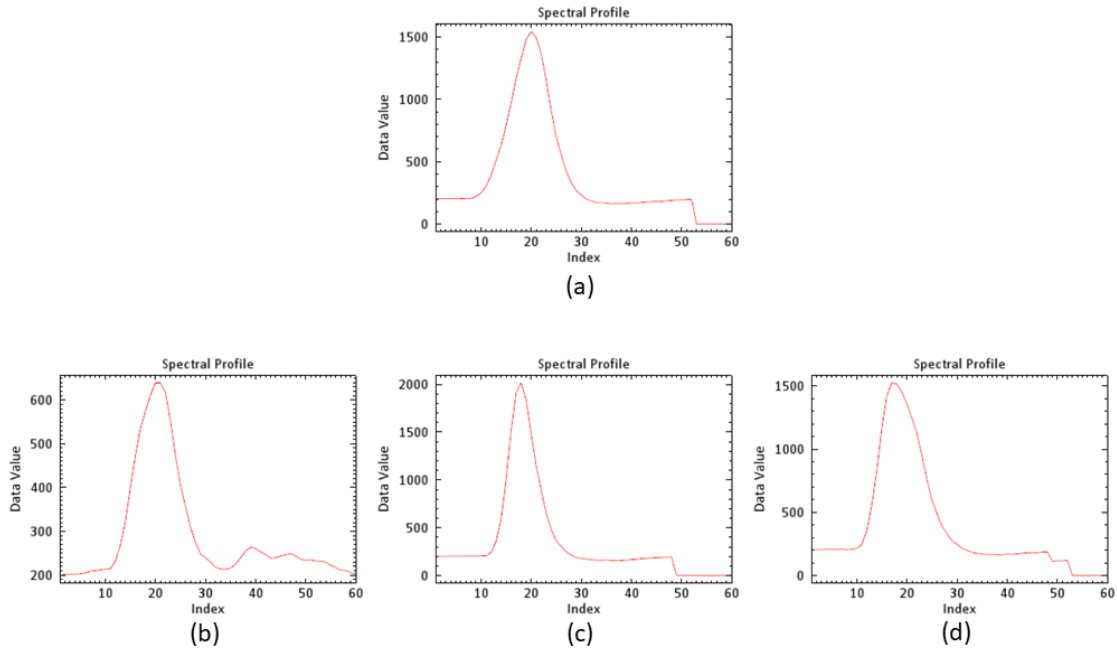 Spectral Profile
1500
1000
500
0
Data Value
10 20 30 40 50 60
Index
(a)
Spectral Profile
600
500
400
300
200
Data Value
10 20 30 40 50 60
Index
(b)
Spectral Profile
2000
1500
1000
500
0
Data Value
10 20 30 40 50 60
Index
(c)
Spectral Profile
1500
1000
500
0
Data Value
10 20 30 40 50 60
Index
(d)